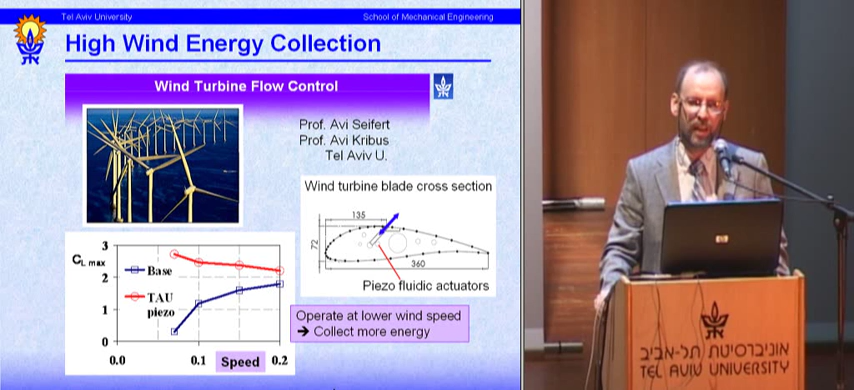 Tel Aviv University
School of Mechanical Engineering
High Wind Energy Collection
Wind Turbine Flow Control
Prof. Avi Seifert
Prof. Avi Kribus
Tel Aviv U.
Wind turbine blade cross section
135
72
360
Piezo fluidic actuators
3
2
1
0
CL max
Base
TAU
piezo
0.0
0.1
Speed
0.2
Operate at lower wind speed
➔ Collect more energy
hp
אוניברסיטת תל-אביב
TEL AVIV UNIVERSITY